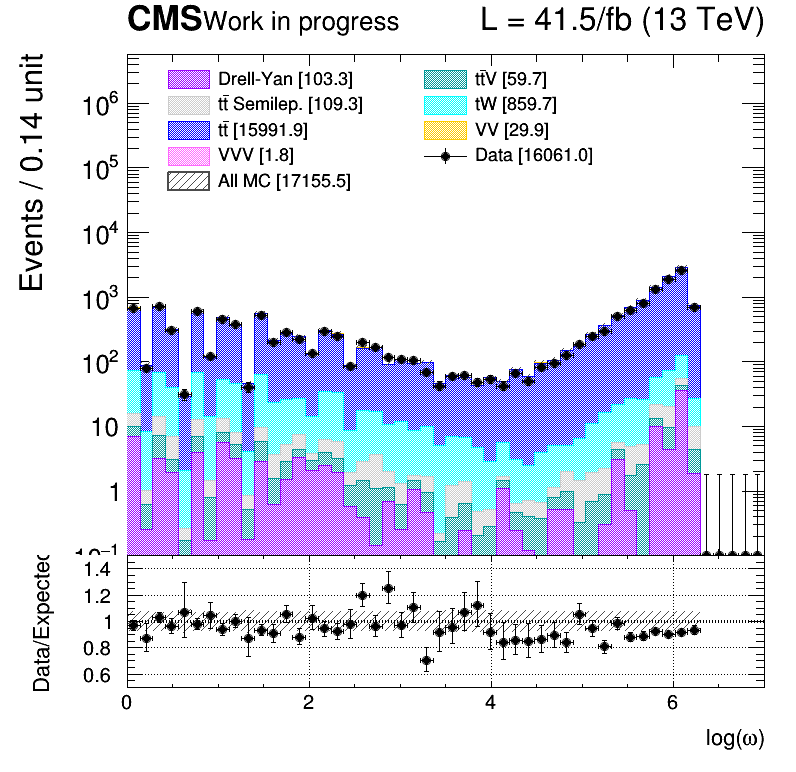 CMS Work in progress L = 41.5/fb (13 TeV)
Events / 0.14 unit
Drell-Yan [103.3]
tt̄ Semilep. [109.3]
tt̄ [15991.9]
VVV [1.8]
All MC [17155.5]
tt̄V [59.7]
tW [859.7]
VV [29.9]
Data [16061.0]
10⁶
10⁵
10⁴
10³
10²
10
1
10⁻¹
Data/Expected
1.4
1.2
1
0.8
0.6
0 2 4 6
log(ω)